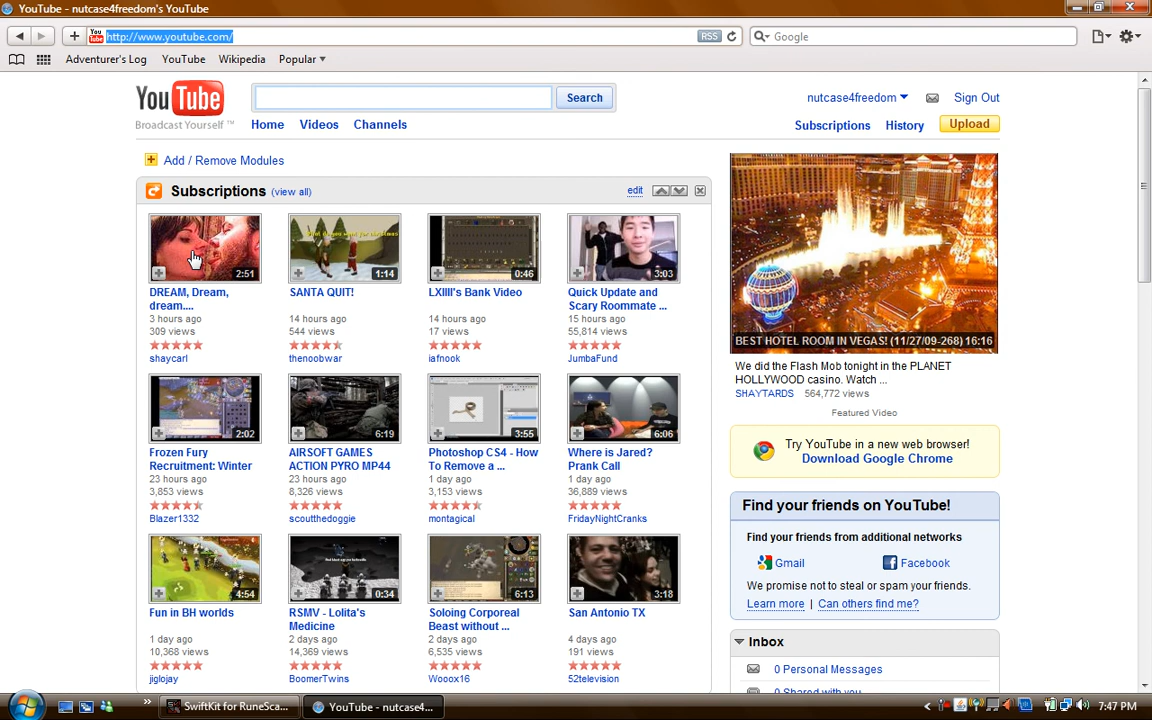 YouTube - nutcase4freedom's YouTube
http://www.youtube.com/
RSS
Google
Adventurer's Log YouTube Wikipedia Popular
YouTube
Broadcast Yourself ™
Search
nutcase4freedom
Sign Out
Home Videos Channels
Subscriptions History Upload
Add / Remove Modules
Subscriptions (view all)
edit
2:51
1:14
0:46
3:03
DREAM, Dream,
dream....
3 hours ago
309 views
shaycarl
SANTA QUIT!
14 hours ago
544 views
thenoobwar
LXIIII's Bank Video
14 hours ago
17 views
iafnook
Quick Update and
Scary Roommate ...
15 hours ago
55,814 views
JumbaFund
2:02
6:19
3:55
6:06
Frozen Fury
Recruitment: Winter
23 hours ago
3,853 views
Blazer1332
AIRSOFT GAMES
ACTION PYRO MP44
23 hours ago
8,326 views
scoutthedoggie
Photoshop CS4 - How
To Remove a ...
1 day ago
3,153 views
montagical
Where is Jared?
Prank Call
1 day ago
36,889 views
FridayNightCranks
4:54
0:34
6:13
3:18
Fun in BH worlds
1 day ago
10,368 views
jiglojay
RSMV - Lolita's
Medicine
2 days ago
14,369 views
BoomerTwins
Soloing Corporeal
Beast without ...
2 days ago
6,535 views
Wooox16
San Antonio TX
4 days ago
191 views
52television
BEST HOTEL ROOM IN VEGAS! (11/27/09-268) 16:16
We did the Flash Mob tonight in the PLANET
HOLLYWOOD casino. Watch ...
SHAYTARDS 564,772 views
Featured Video
Try YouTube in a new web browser!
Download Google Chrome
Find your friends on YouTube!
Find your friends from additional networks
Gmail Facebook
We promise not to steal or spam your friends.
Learn more | Can others find me?
Inbox
0 Personal Messages
0 Shared with you
SwiftKit for RuneSca...
YouTube - nutcase4...
7:47 PM